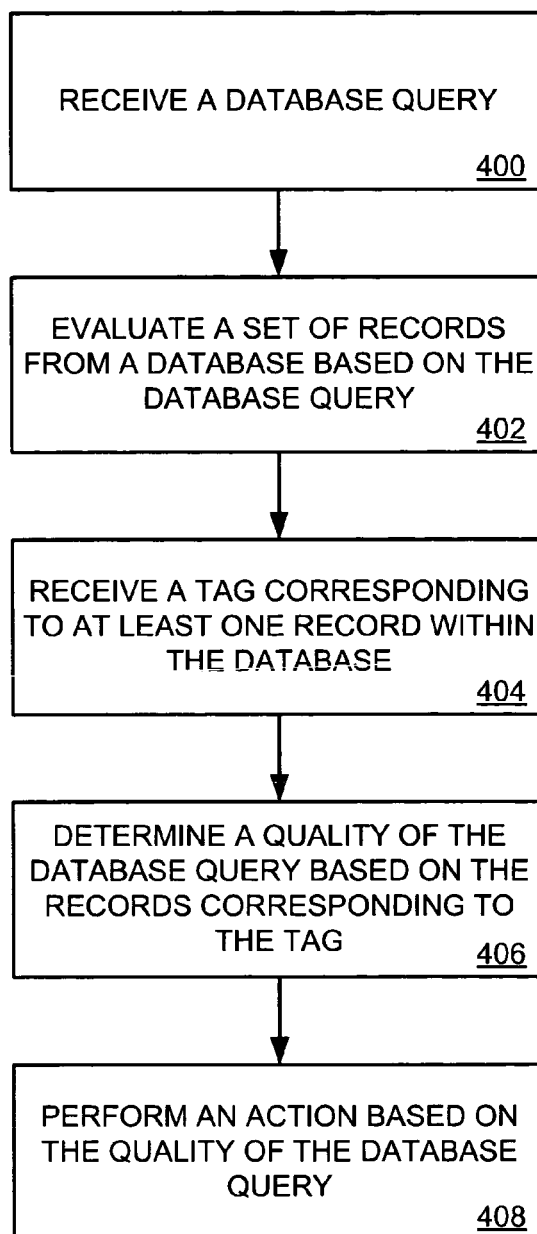 RECEIVE A DATABASE QUERY
400
EVALUATE A SET OF RECORDS
FROM A DATABASE BASED ON THE
DATABASE QUERY
402
RECEIVE A TAG CORRESPONDING
TO AT LEAST ONE RECORD WITHIN
THE DATABASE
404
DETERMINE A QUALITY OF THE
DATABASE QUERY BASED ON THE
RECORDS CORRESPONDING TO
THE TAG
406
PERFORM AN ACTION BASED ON
THE QUALITY OF THE DATABASE
QUERY
408